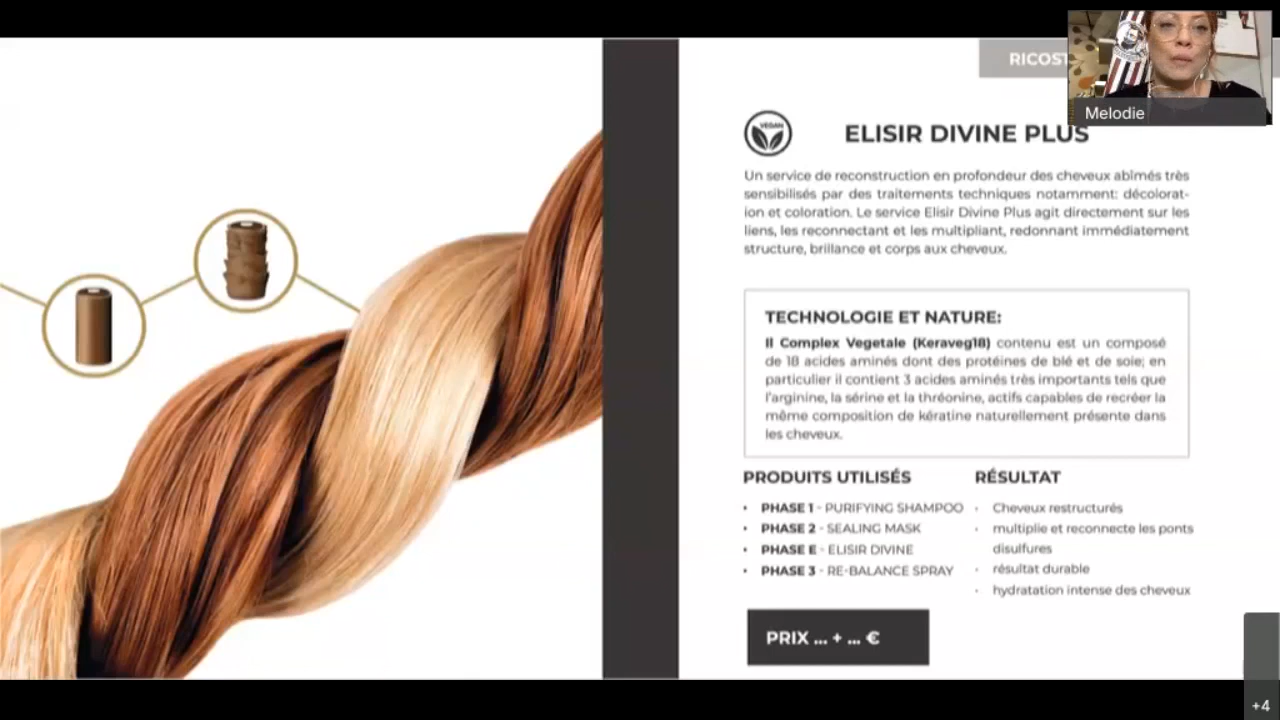 RICOST
Melodie
VEGAN
ELISIR DIVINE PLUS
Un service de reconstruction en profondeur des cheveux abîmés très
sensibilisés par des traitements techniques notamment: décolorat-
ion et coloration. Le service Elisir Divine Plus agit directement sur les
liens, les reconnectant et les multipliant, redonnant immédiatement
structure, brillance et corps aux cheveux.
TECHNOLOGIE ET NATURE:
Il Complex Vegetale (Keraveg18) contenu est un composé
de 18 acides aminés dont des protéines de blé et de soie; en
particulier il contient 3 acides aminés très importants tels que
l'arginine, la sérine et la thréonine, actifs capables de recréer la
même composition de kératine naturellement présente dans
les cheveux.
PRODUITS UTILISÉS
• PHASE 1 - PURIFYING SHAMPOO
• PHASE 2 - SEALING MASK
• PHASE E - ELISIR DIVINE
• PHASE 3 - RE-BALANCE SPRAY
RÉSULTAT
• Cheveux restructurés
• multiplie et reconnecte les ponts
disulfures
• résultat durable
• hydratation intense des cheveux
PRIX ... + ... €
+4